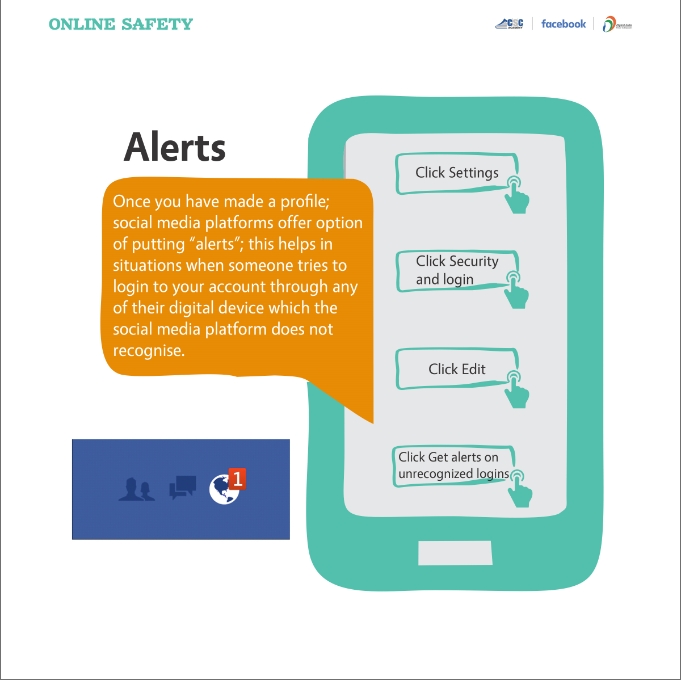 ONLINE SAFETY
CSC
facebook
Alerts
Once you have made a profile;
social media platforms offer option
of putting “alerts”; this helps in
situations when someone tries to
login to your account through any
of their digital device which the
social media platform does not
recognise.
Click Settings
Click Security
and login
Click Edit
Click Get alerts on
unrecognized logins
1